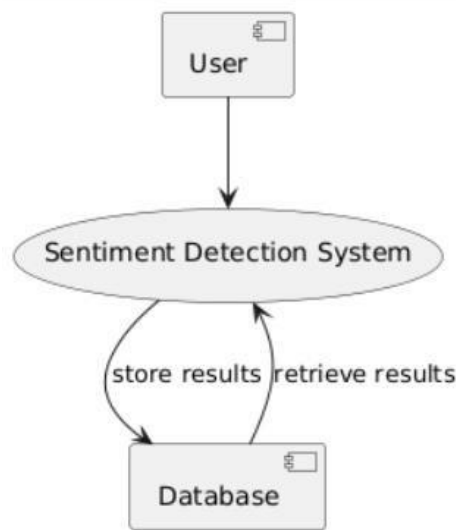 User
Sentiment Detection System
store results
retrieve results
Database